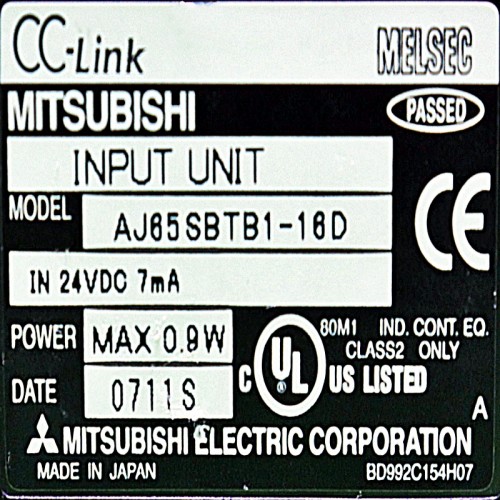 CC-Link MELSEC
MITSUBISHI PASSED
INPUT UNIT
MODEL AJ65SBTB1-16D CE
IN 24VDC 7mA
POWER MAX 0.9W
80M1 IND. CONT. EQ.
CLASS2 ONLY
C UL US LISTED
DATE 0711S
A
MITSUBISHI ELECTRIC CORPORATION
MADE IN JAPAN BD992C154H07